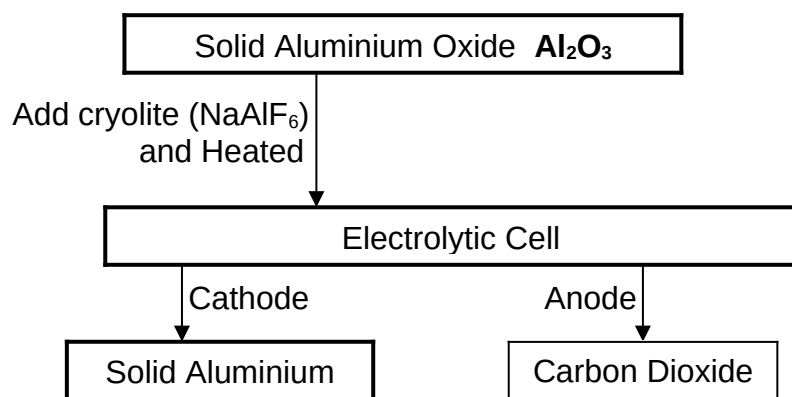 Solid Aluminium Oxide Al₂O₃
Add cryolite (NaAlF₆)
and Heated
Electrolytic Cell
Cathode
Anode
Solid Aluminium
Carbon Dioxide